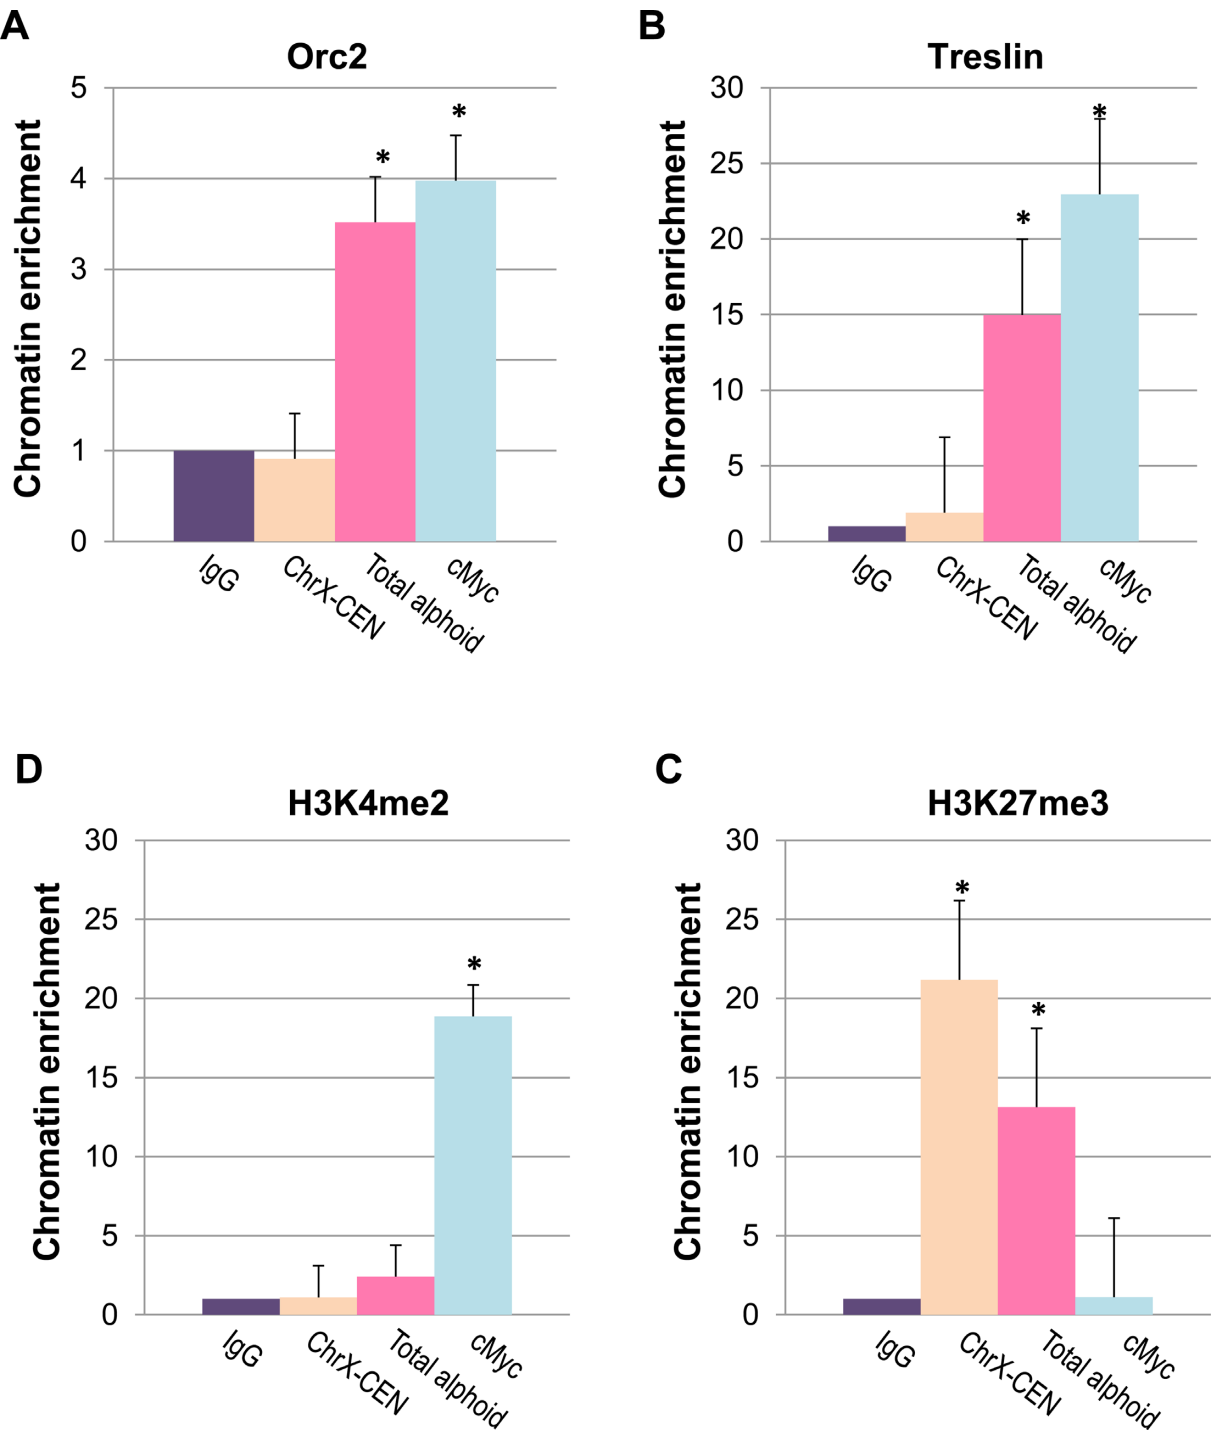 A
Orc2
Chromatin enrichment
5
4
3
2
1
0
*
*
IgG
ChrX-CEN
Total alphoid
cMyc
B
Treslin
Chromatin enrichment
30
25
20
15
10
5
0
*
*
IgG
ChrX-CEN
Total alphoid
cMyc
D
H3K4me2
Chromatin enrichment
30
25
20
15
10
5
0
*
IgG
ChrX-CEN
Total alphoid
cMyc
C
H3K27me3
Chromatin enrichment
30
25
20
15
10
5
0
*
*
IgG
ChrX-CEN
Total alphoid
cMyc